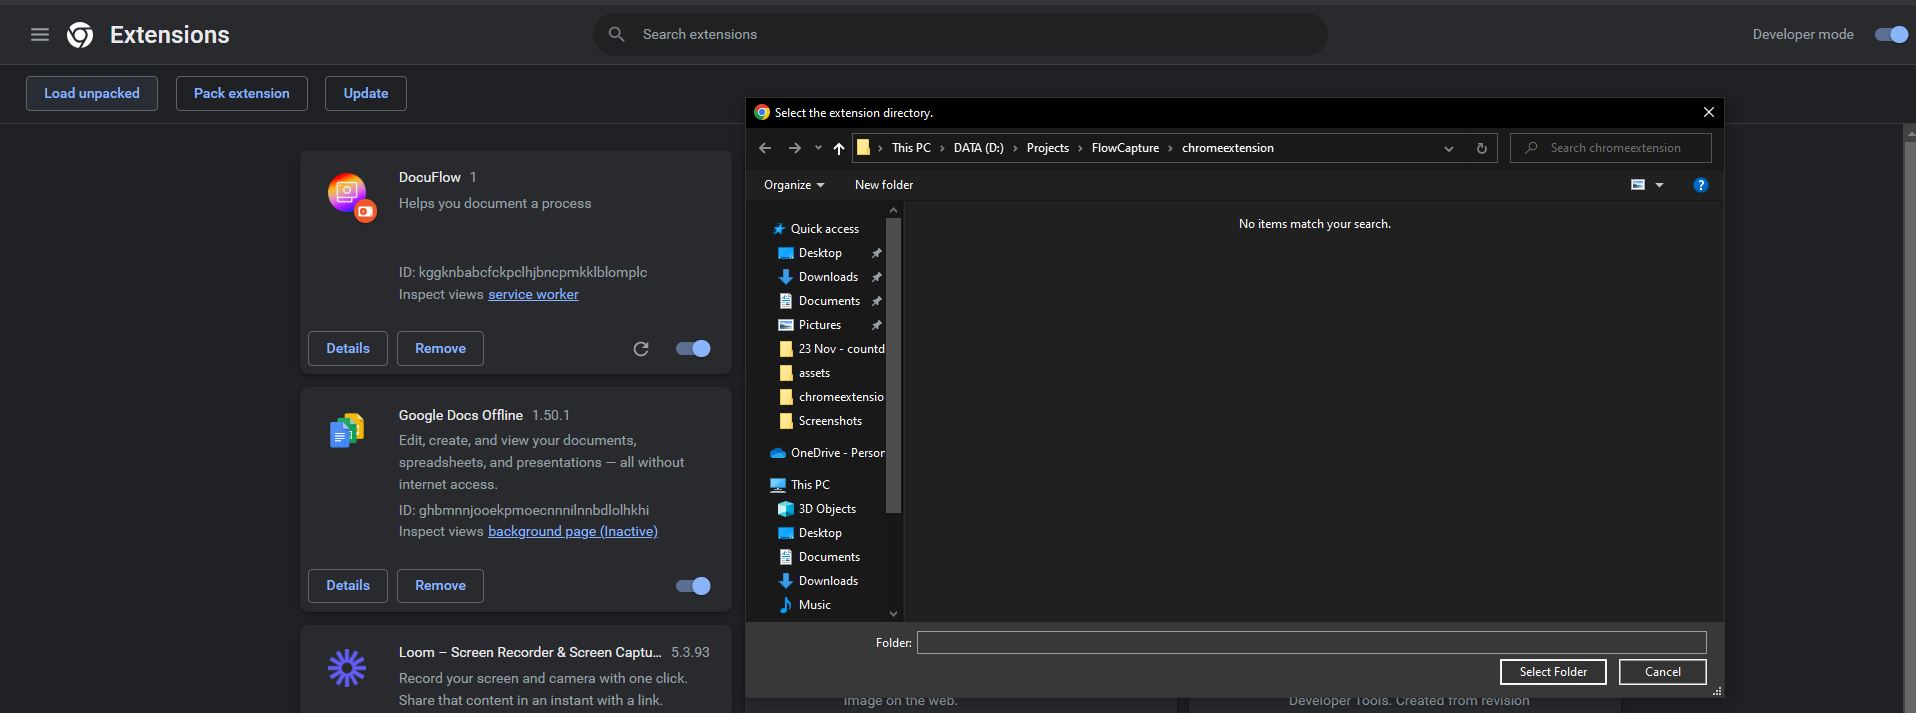 Extensions
Search extensions
Developer mode
Load unpacked
Pack extension
Update
DocuFlow 1
Helps you document a process
ID: kggknbabcfckpclhjbncpmkklblomplc
Inspect views service worker
Details
Remove
Google Docs Offline 1.50.1
Edit, create, and view your documents,
spreadsheets, and presentations — all without
internet access.
ID: ghbmnnjooekpmoecnnnilnnbdlolhkhi
Inspect views background page (Inactive)
Details
Remove
Loom – Screen Recorder & Screen Captu... 5.3.93
Record your screen and camera with one click.
Share that content in an instant with a link.
Select the extension directory.
This PC > DATA (D:) > Projects > FlowCapture > chromeextension
Search chromeextension
Organize
New folder
Quick access
Desktop
Downloads
Documents
Pictures
23 Nov - countd
assets
chromeextensio
Screenshots
OneDrive - Person
This PC
3D Objects
Desktop
Documents
Downloads
Music
No items match your search.
Folder:
Select Folder
Cancel
image on the web.
Developer Tools. Created from revision